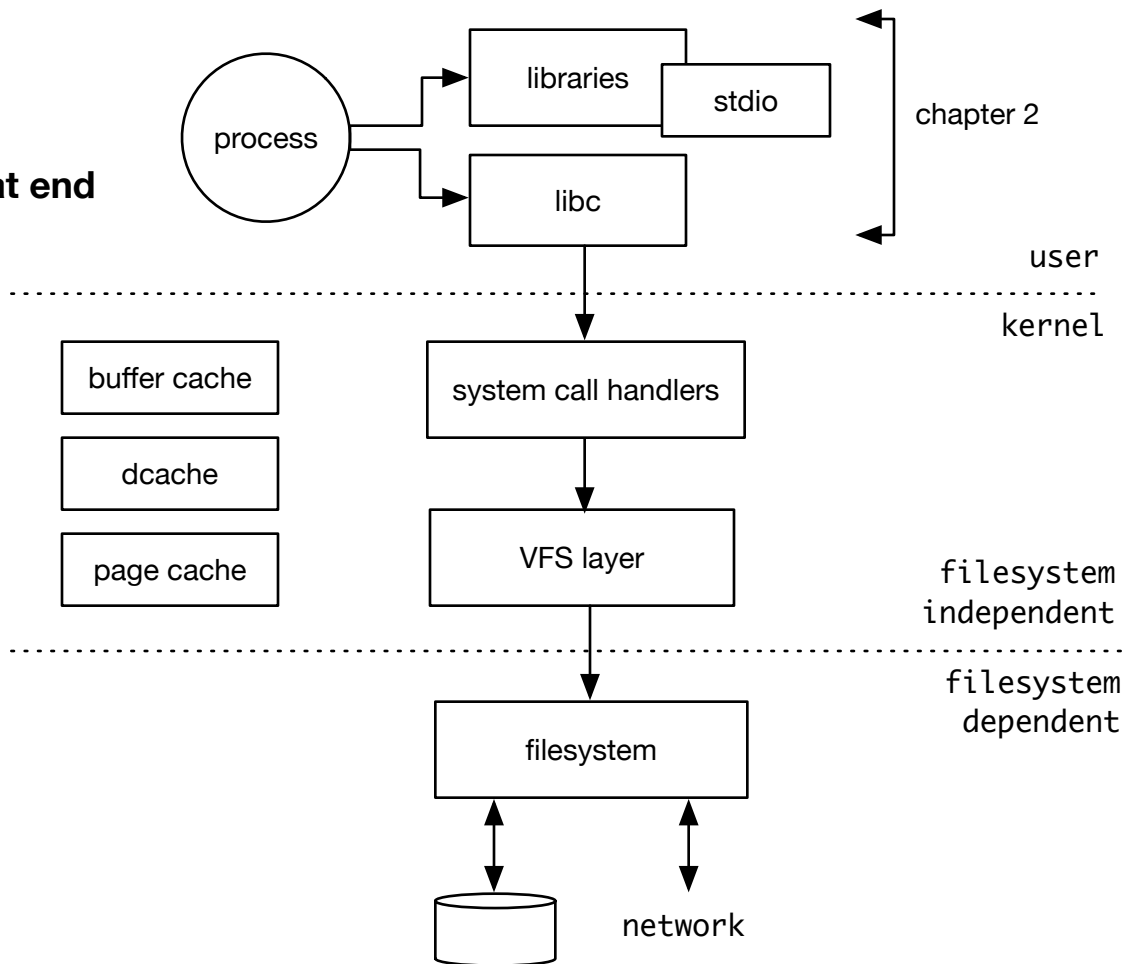 libraries
stdio
process
chapter 2
end
libc
user
kernel
buffer cache
system call handlers
dcache
VFS layer
page cache
filesystem
independent
filesystem
dependent
filesystem
network